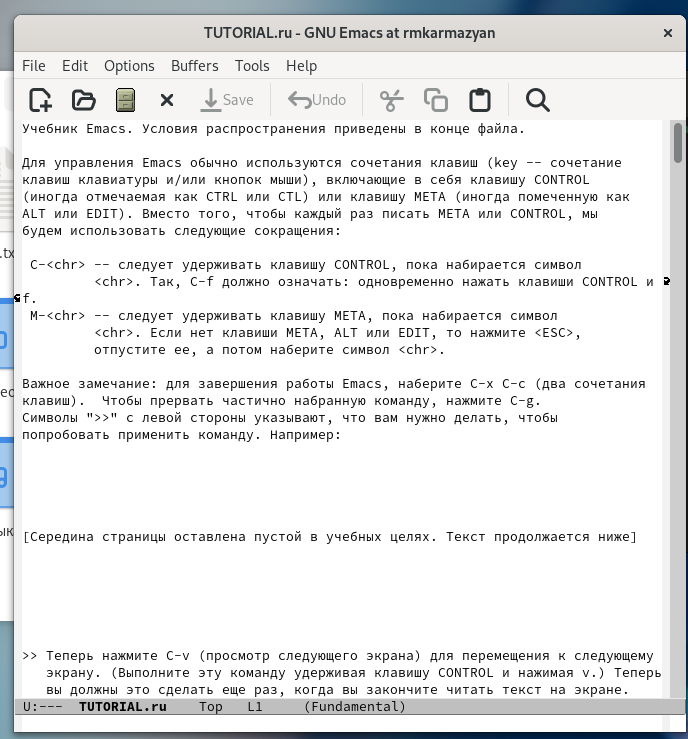 TUTORIAL.ru - GNU Emacs at rmkarmazyan
File Edit Options Buffers Tools Help
Save Undo
Учебник Emacs. Условия распространения приведены в конце файла.
Для управления Emacs обычно используются сочетания клавиш (key -- сочетание
клавиш клавиатуры и/или кнопок мыши), включающие в себя клавишу CONTROL
(иногда отмечаемая как CTRL или CTL) или клавишу META (иногда помеченную как
ALT или EDIT). Вместо того, чтобы каждый раз писать META или CONTROL, мы
будем использовать следующие сокращения:
C-<chr> -- следует удерживать клавишу CONTROL, пока набирается символ
<chr>. Так, C-f должно означать: одновременно нажать клавиши CONTROL и
f.
M-<chr> -- следует удерживать клавишу META, пока набирается символ
<chr>. Если нет клавиши META, ALT или EDIT, то нажмите <ESC>,
отпустите ее, а потом наберите символ <chr>.
Важное замечание: для завершения работы Emacs, наберите C-x C-c (два сочетания
клавиш).  Чтобы прервать частично набранную команду, нажмите C-g.
Символы ">>" с левой стороны указывают, что вам нужно делать, чтобы
попробовать применить команду. Например:
[Середина страницы оставлена пустой в учебных целях. Текст продолжается ниже]
>> Теперь нажмите C-v (просмотр следующего экрана) для перемещения к следующему
экрану. (Выполните эту команду удерживая клавишу CONTROL и нажимая v.) Теперь
вы должны это сделать еще раз, когда вы закончите читать текст на экране.
U:--- TUTORIAL.ru Top L1 (Fundamental)